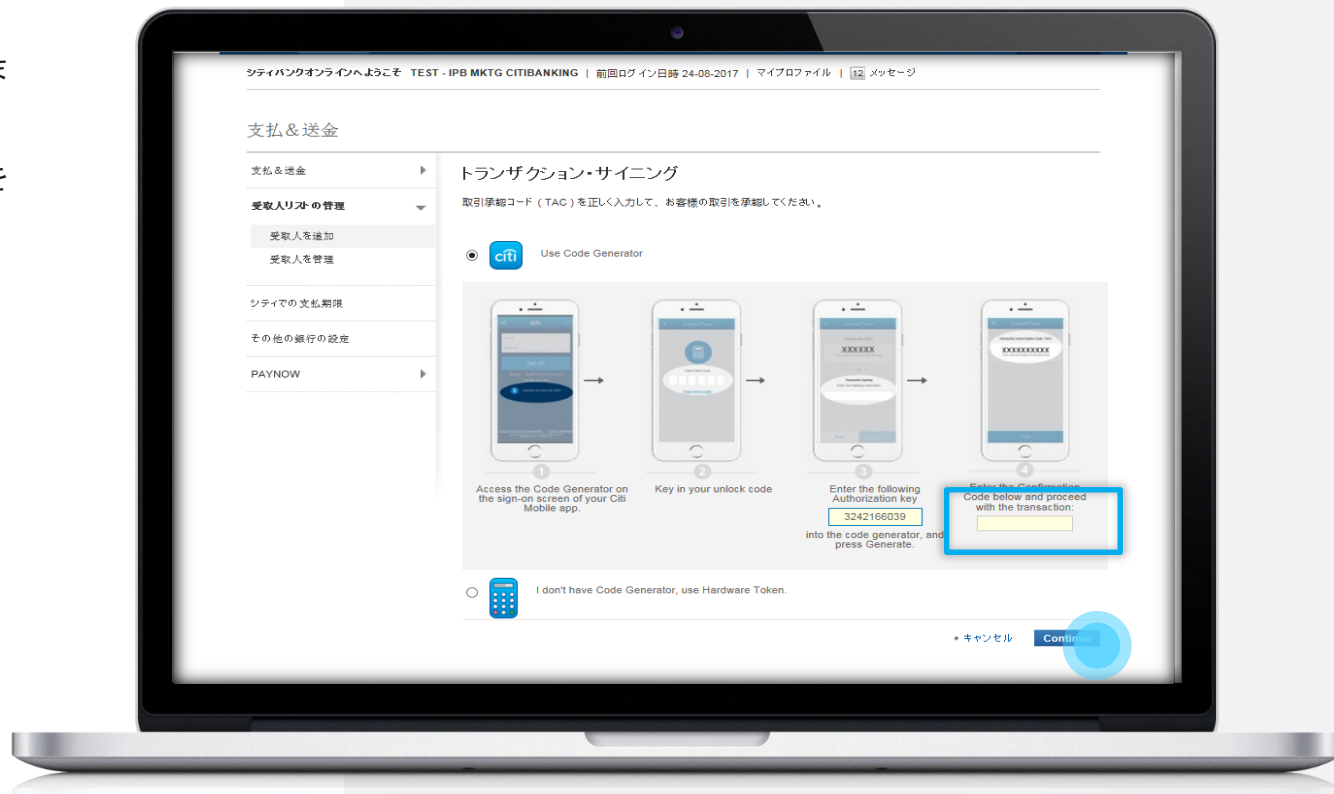 ま
を
シティバンクオンラインへようこそ TEST - IPB MKTG CITIBANKING | 前回ログイン日時 24-08-2017 | マイプロファイル | 12 メッセージ
支払&送金
支払&送金
受取人リストの管理
受取人を追加
受取人を管理
シティでの支払期限
その他の銀行の設定
PAYNOW
トランザクション・サイニング
取引承認コード (TAC) を正しく入力して、お客様の取引を承認してください。
citi
Use Code Generator
citi
Sign On
XXXXXX
XXXXXXXXXX
1
Access the Code Generator on
the sign-on screen of your Citi
Mobile app.
2
Key in your unlock code
3
Enter the following
Authorization key
3242166039
into the code generator, and
press Generate.
4
Enter the Confirmation
Code below and proceed
with the transaction:
I don't have Code Generator, use Hardware Token.
キャンセル
Continue